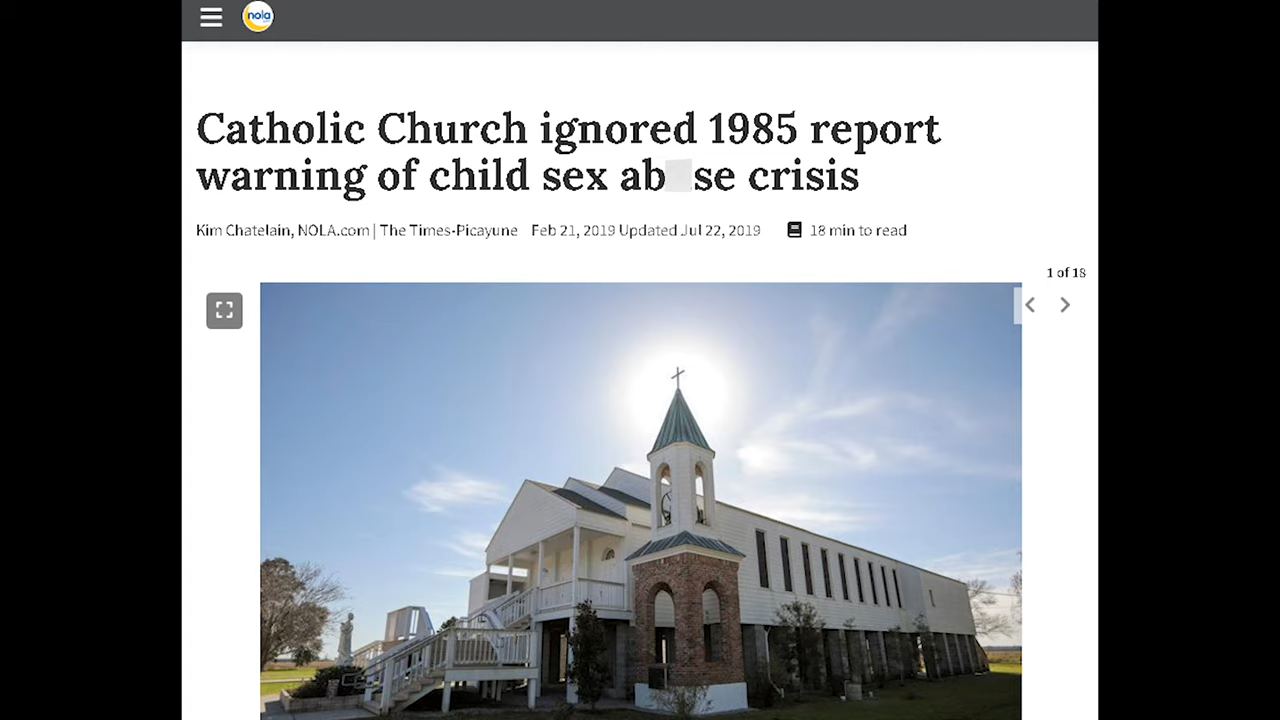 nola
Catholic Church ignored 1985 report
warning of child sex ab se crisis
Kim Chatelain, NOLA.com | The Times-Picayune Feb 21, 2019 Updated Jul 22, 2019 18 min to read
1 of 18